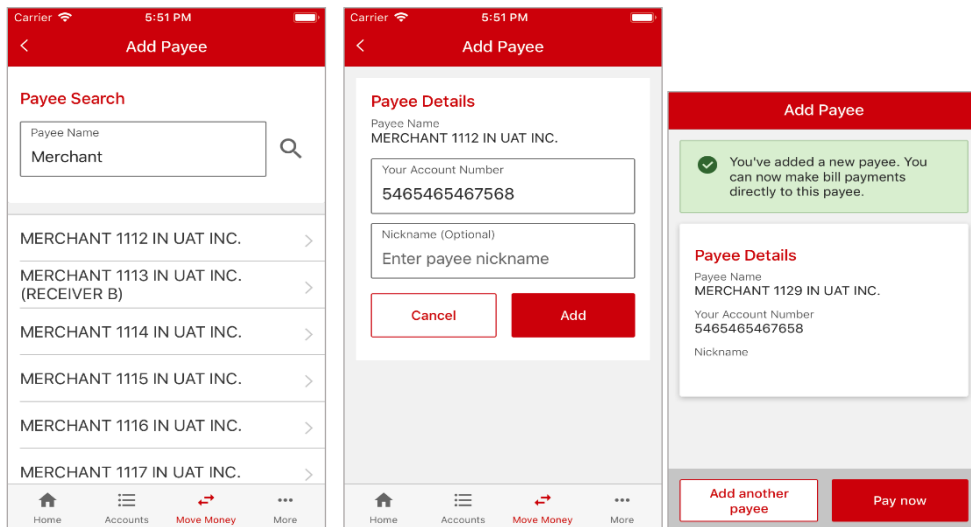 Carrier 5:51 PM
Add Payee
Payee Search
Payee Name
Merchant
MERCHANT 1112 IN UAT INC.
MERCHANT 1113 IN UAT INC.
(RECEIVER B)
MERCHANT 1114 IN UAT INC.
MERCHANT 1115 IN UAT INC.
MERCHANT 1116 IN UAT INC.
MERCHANT 1117 IN UAT INC.
Home Accounts Move Money More
Carrier 5:51 PM
Add Payee
Payee Details
Payee Name
MERCHANT 1112 IN UAT INC.
Your Account Number
5465465467568
Nickname (Optional)
Enter payee nickname
Cancel Add
Home Accounts Move Money More
Add Payee
You've added a new payee. You
can now make bill payments
directly to this payee.
Payee Details
Payee Name
MERCHANT 1129 IN UAT INC.
Your Account Number
5465465467658
Nickname
Add another
payee
Pay now